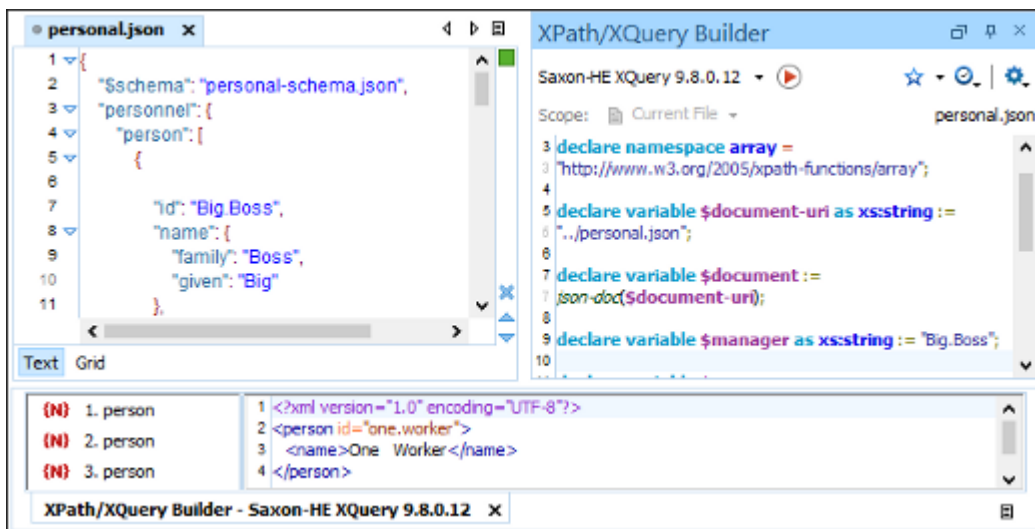 personal.json ×
1 {
2 "$schema": "personal-schema.json",
3 "personnel": {
4 "person": [
5 {
6
7 "id": "Big.Boss",
8 "name": {
9 "family": "Boss",
10 "given": "Big"
11 },
Text Grid
XPath/XQuery Builder
Saxon-HE XQuery 9.8.0.12
Scope: Current File personal.json
3 declare namespace array =
3 "http://www.w3.org/2005/xpath-functions/array";
4
5 declare variable $document-uri as xs:string :=
6 "../personal.json";
6
7 declare variable $document :=
7 json-doc($document-uri);
8
9 declare variable $manager as xs:string := "Big.Boss";
10
{N} 1. person
{N} 2. person
{N} 3. person
1 <?xml version="1.0" encoding="UTF-8"?>
2 <person id="one.worker">
3 <name>One Worker</name>
4 </person>
XPath/XQuery Builder - Saxon-HE XQuery 9.8.0.12 ×